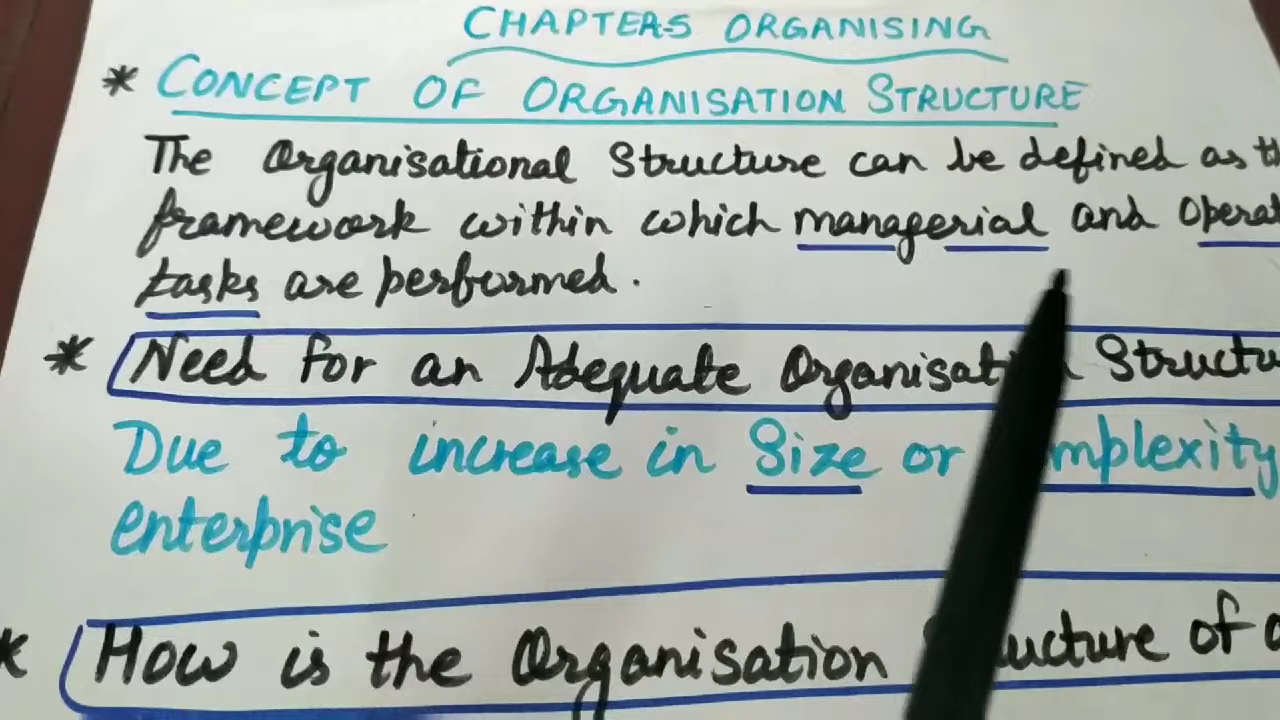 CHAPTER-5 ORGANISING
* CONCEPT OF ORGANISATION STRUCTURE
The Organisational Structure can be defined as th
framework within which managerial and Operat
tasks are performed.
* Need for an Adequate Organisat Structu
Due to increase in Size or mplexity
enterprise
* How is the Organisation ucture of a